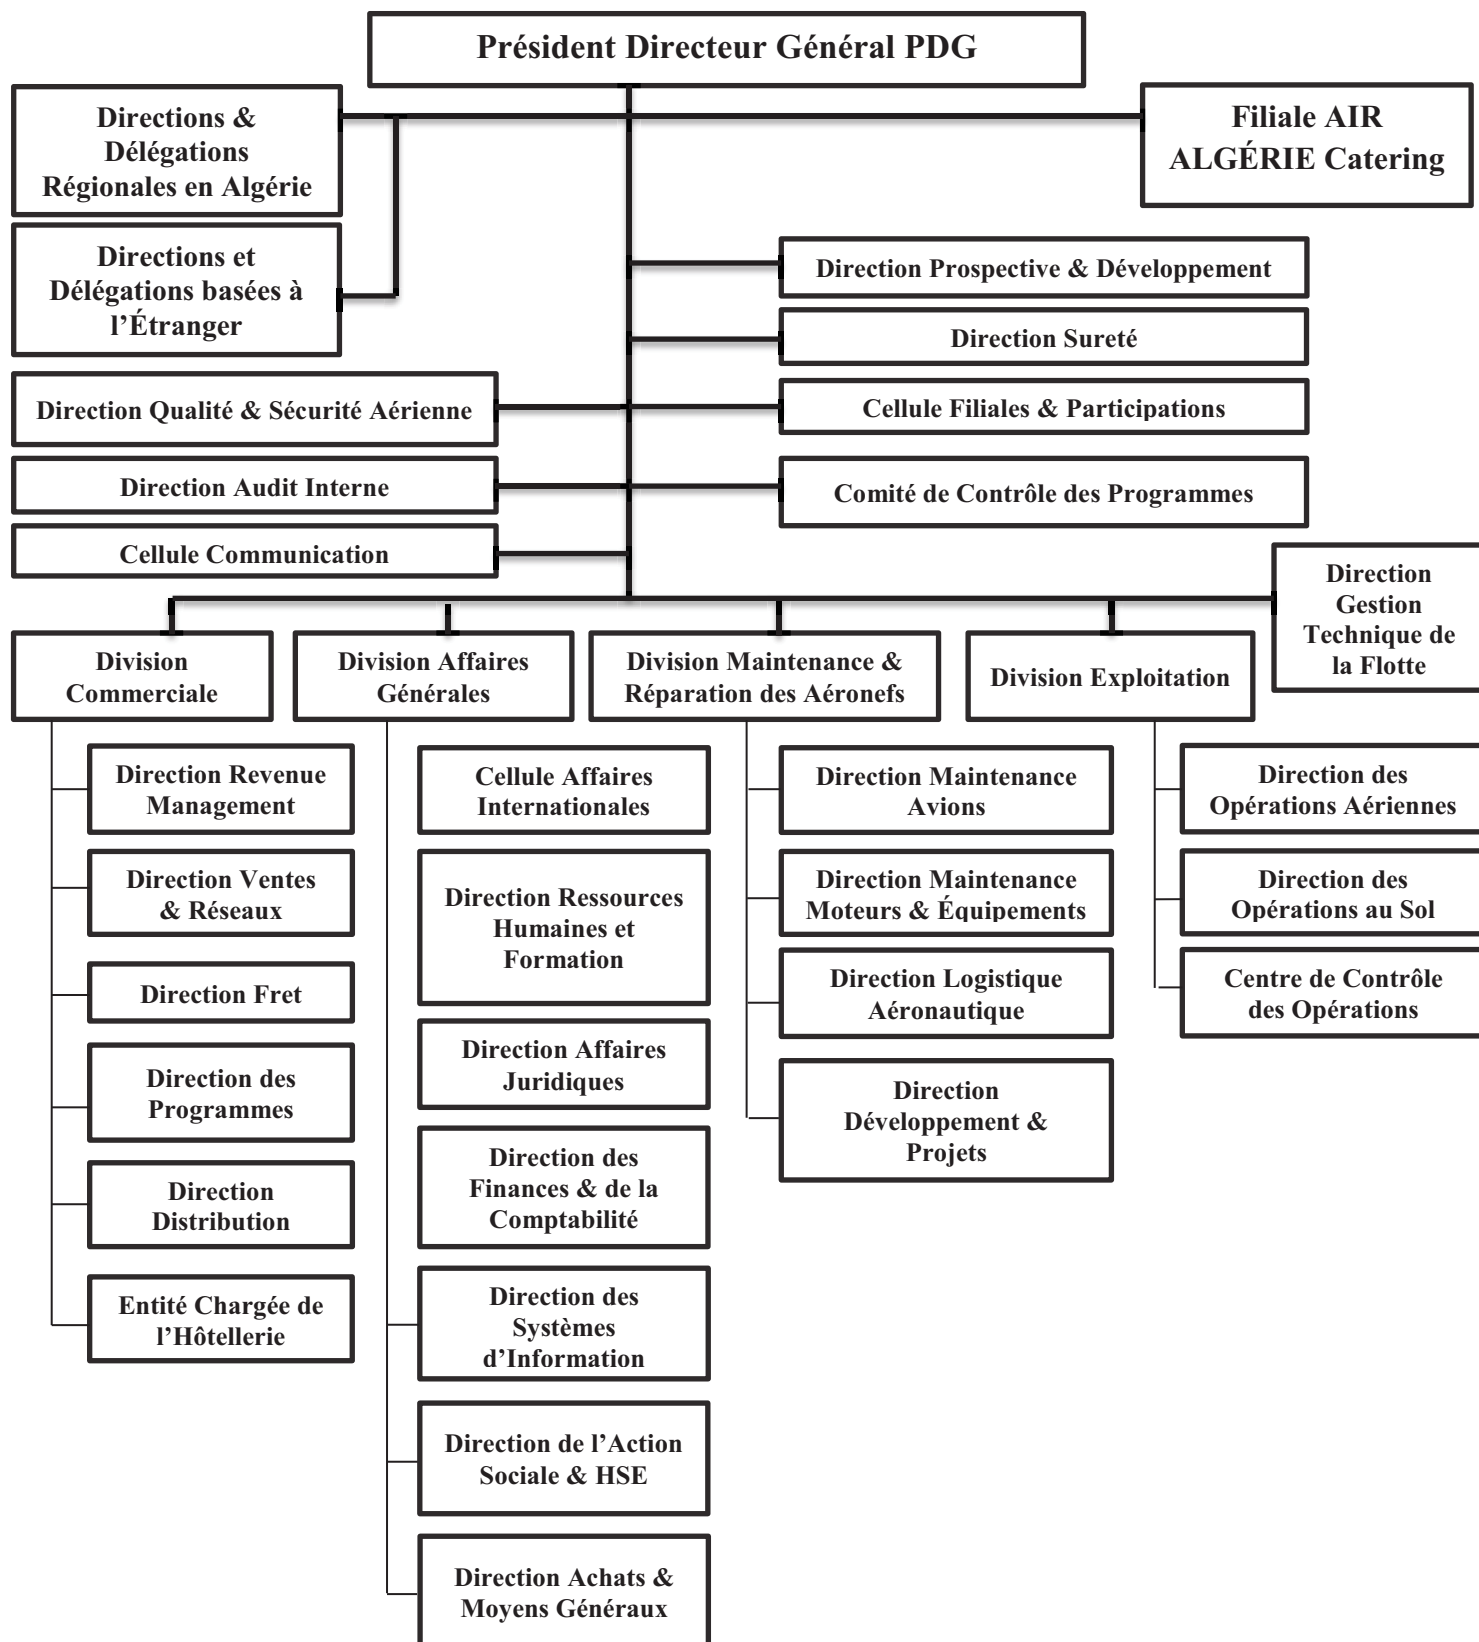 Président Directeur Général PDG
Directions &
Délégations
Régionales en Algérie
Filiale AIR
ALGÉRIE Catering
Directions et
Délégations basées à
l’Étranger
Direction Prospective & Développement
Direction Sureté
Direction Qualité & Sécurité Aérienne
Cellule Filiales & Participations
Direction Audit Interne
Comité de Contrôle des Programmes
Cellule Communication
Direction
Gestion
Technique de
la Flotte
Division
Commerciale
Division Affaires
Générales
Division Maintenance &
Réparation des Aéronefs
Division Exploitation
Direction Revenue
Management
Direction Ventes
& Réseaux
Direction Fret
Direction des
Programmes
Direction
Distribution
Entité Chargée de
l’Hôtellerie
Cellule Affaires
Internationales
Direction Ressources
Humaines et
Formation
Direction Affaires
Juridiques
Direction des
Finances & de la
Comptabilité
Direction des
Systèmes
d’Information
Direction de l’Action
Sociale & HSE
Direction Achats &
Moyens Généraux
Direction Maintenance
Avions
Direction Maintenance
Moteurs & Équipements
Direction Logistique
Aéronautique
Direction
Développement &
Projets
Direction des
Opérations Aériennes
Direction des
Opérations au Sol
Centre de Contrôle
des Opérations